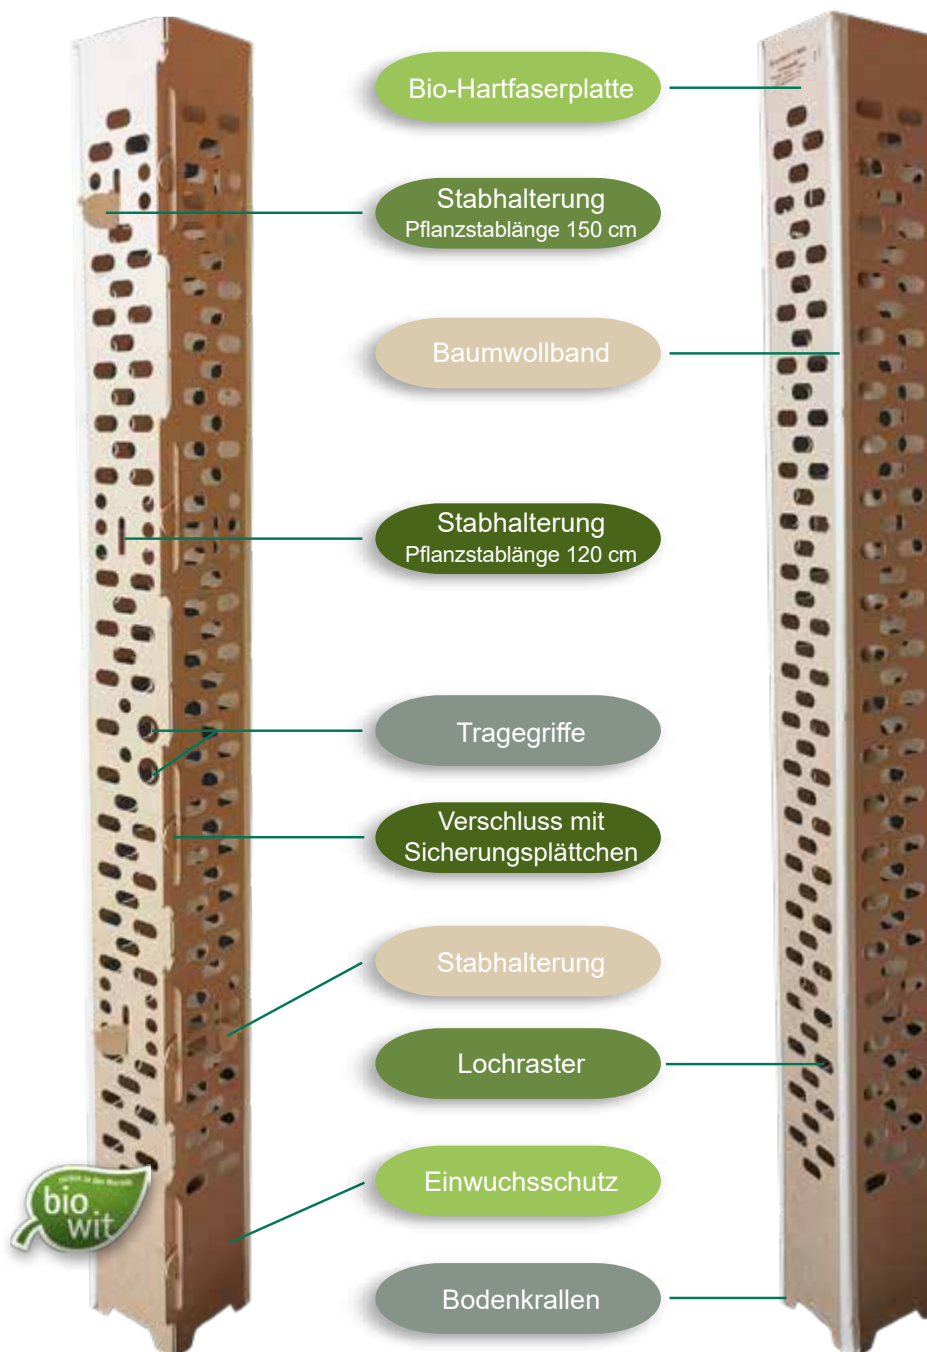 Bio-Hartfaserplatte
Stabhalterung
Pflanzstablänge 150 cm
Baumwollband
Stabhalterung
Pflanzstablänge 120 cm
Tragegriffe
Verschluss mit
Sicherungsplättchen
Stabhalterung
Lochraster
Einwuchsschutz
bio
wit
Bodenkrallen